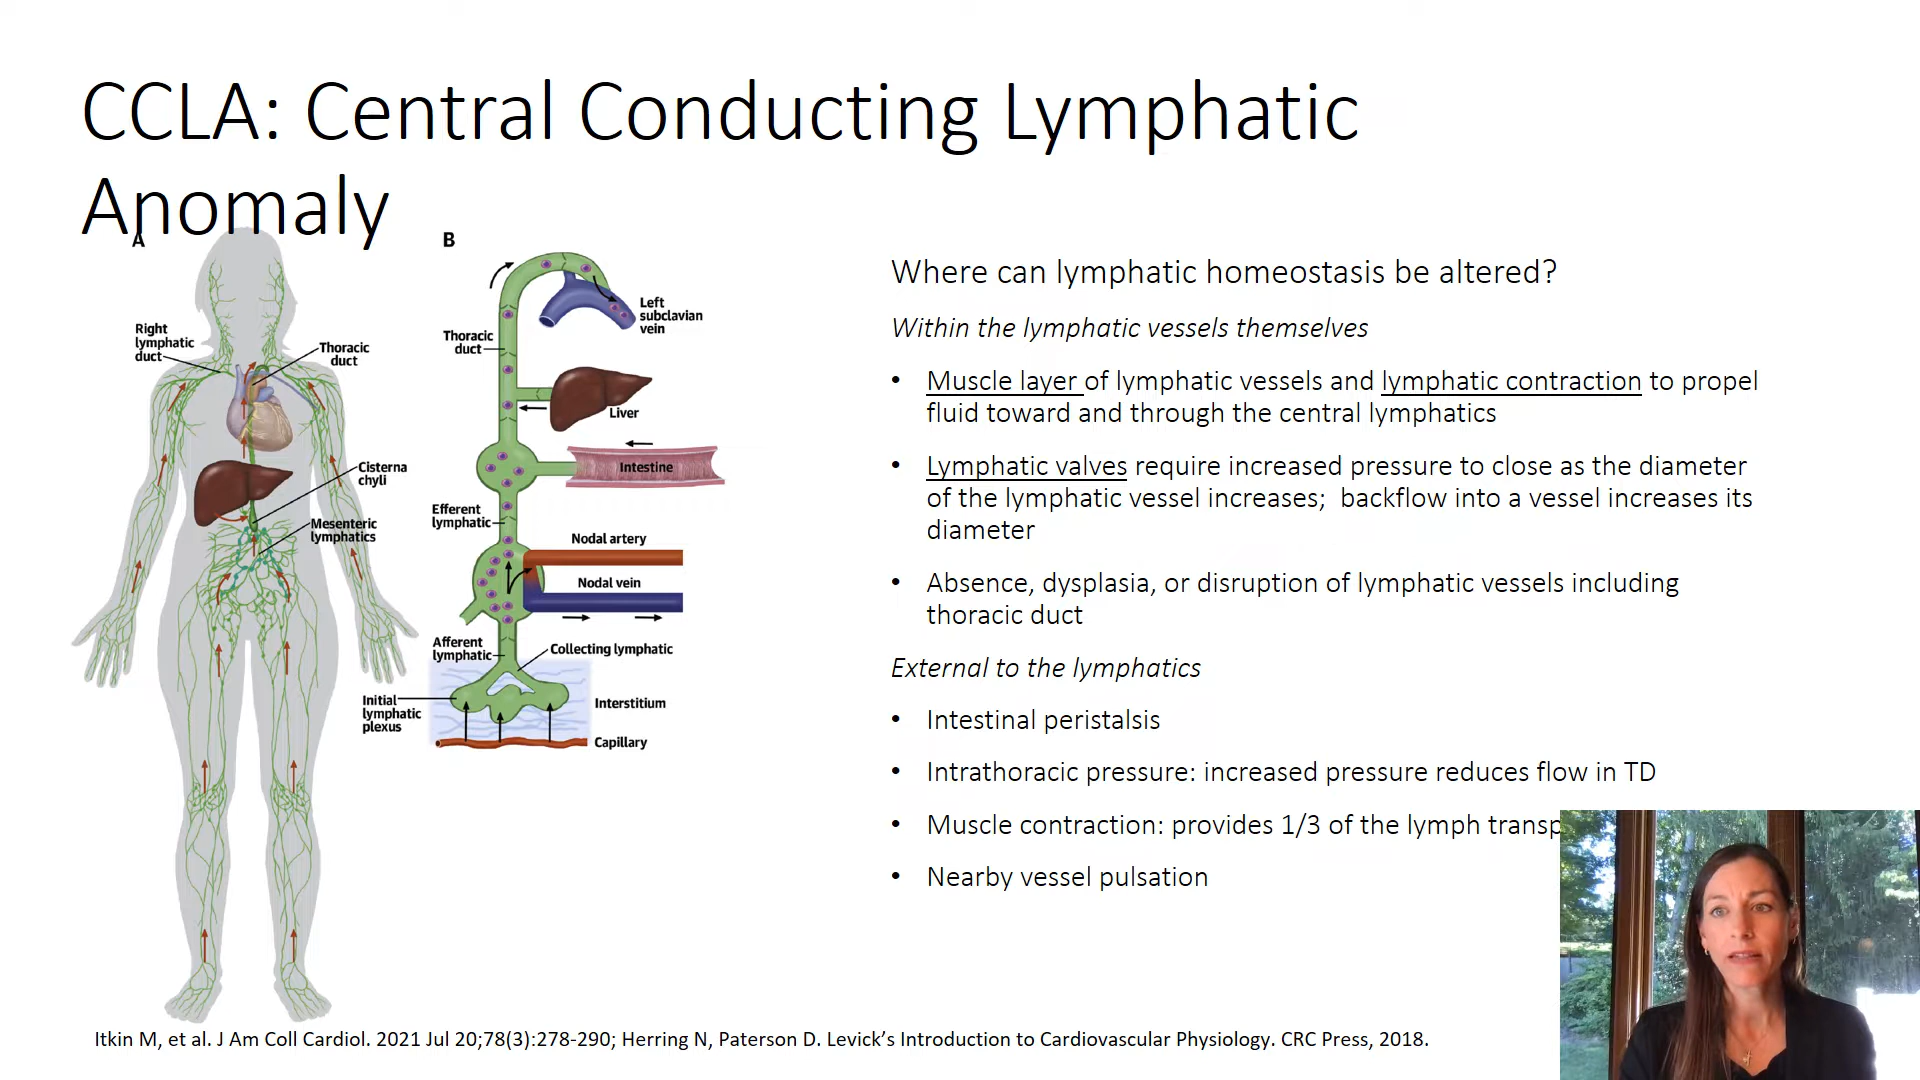 CCLA: Central Conducting Lymphatic
Anomaly
A
B
Right
lymphatic
duct
Thoracic
duct
Cisterna
chyli
Mesenteric
lymphatics
Left
subclavian
vein
Thoracic
duct
Liver
Intestine
Efferent
lymphatic
Nodal artery
Nodal vein
Afferent
lymphatic
Collecting lymphatic
Initial
lymphatic
plexus
Interstitium
Capillary
Where can lymphatic homeostasis be altered?
Within the lymphatic vessels themselves
• Muscle layer of lymphatic vessels and lymphatic contraction to propel
fluid toward and through the central lymphatics
• Lymphatic valves require increased pressure to close as the diameter
of the lymphatic vessel increases; backflow into a vessel increases its
diameter
• Absence, dysplasia, or disruption of lymphatic vessels including
thoracic duct
External to the lymphatics
• Intestinal peristalsis
• Intrathoracic pressure: increased pressure reduces flow in TD
• Muscle contraction: provides 1/3 of the lymph transp
• Nearby vessel pulsation
Itkin M, et al. J Am Coll Cardiol. 2021 Jul 20;78(3):278-290; Herring N, Paterson D. Levick’s Introduction to Cardiovascular Physiology. CRC Press, 2018.